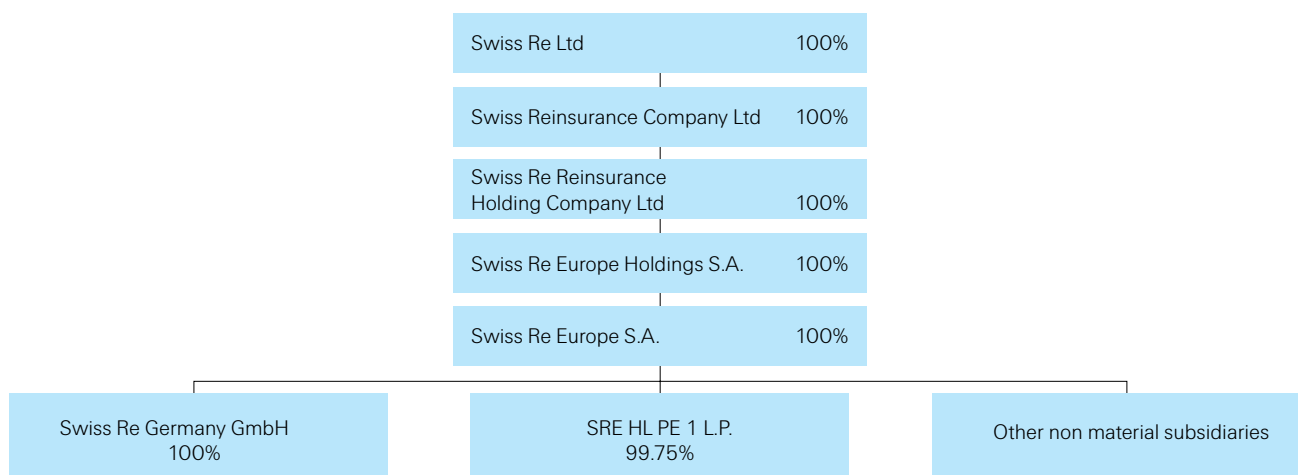 Swiss Re Ltd 100%
Swiss Reinsurance Company Ltd 100%
Swiss Re Reinsurance
Holding Company Ltd 100%
Swiss Re Europe Holdings S.A. 100%
Swiss Re Europe S.A. 100%
Swiss Re Germany GmbH
100%
SRE HL PE 1 L.P.
99.75%
Other non material subsidiaries